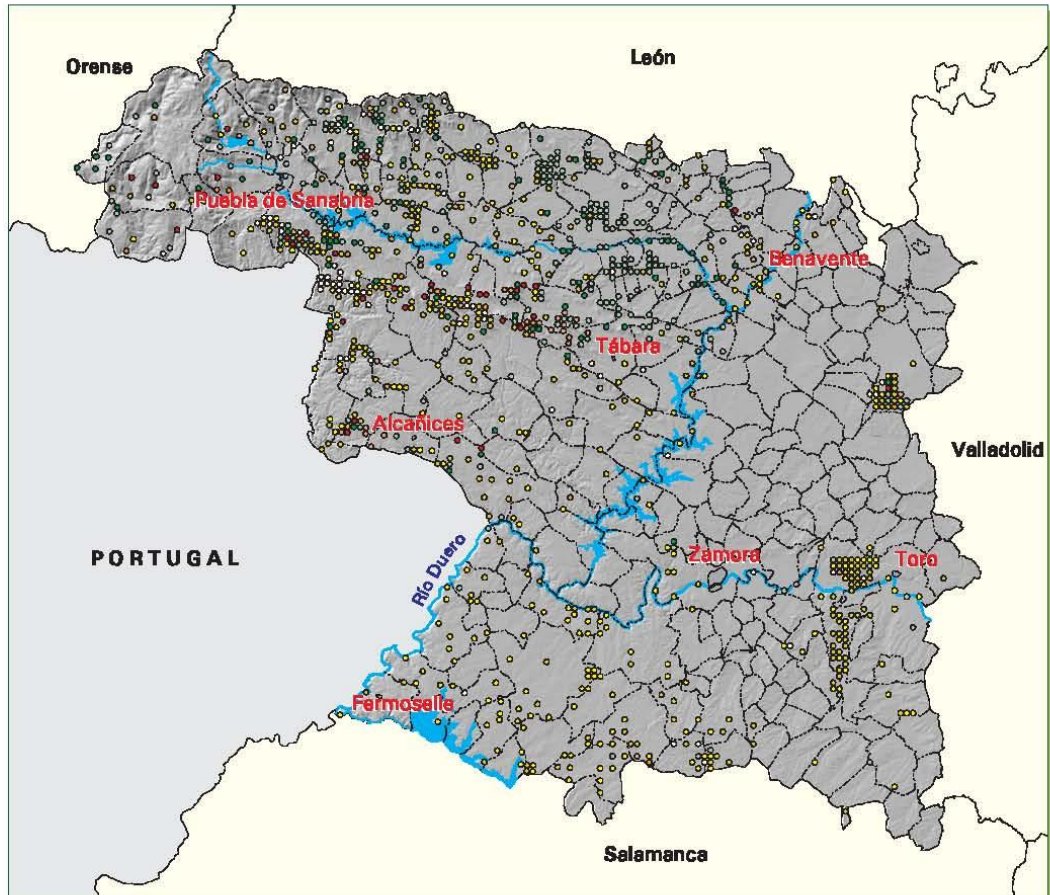 León
Orense
Puebla de Sanabria
Benavente
Tábara
Alcañices
Valladolid
PORTUGAL
Río Duero
Zamora
Toro
Fermoselle
Salamanca